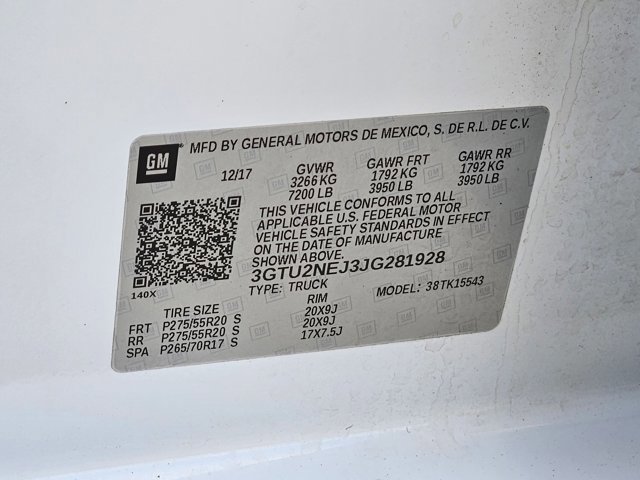 GM
MFD BY GENERAL MOTORS DE MEXICO, S. DE R.L. DE C.V.
12/17 GVWR GAWR FRT GAWR RR
3266 KG 1792 KG 1792 KG
7200 LB 3950 LB 3950 LB
THIS VEHICLE CONFORMS TO ALL
APPLICABLE U.S. FEDERAL MOTOR
VEHICLE SAFETY STANDARDS IN EFFECT
ON THE DATE OF MANUFACTURE
SHOWN ABOVE.
140X
3GTU2NEJ3JG281928
TYPE: TRUCK MODEL: 38TK15543
TIRE SIZE RIM
FRT P275/55R20 S 20X9J
RR P275/55R20 S 20X9J
SPA P265/70R17 S 17X7.5J